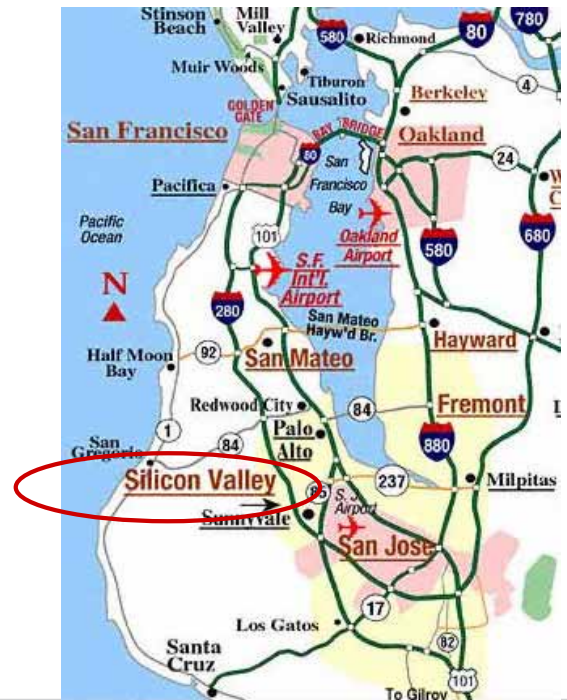 Stinson
Beach
Mill
Valley
580
Richmond
80
780
Muir Woods
Tiburon
Sausalito
4
Berkeley
GOLDEN
GATE
San Francisco
BAY BRIDGE
Oakland
80
San
Francisco
Bay
24
Pacifica
Pacific
Ocean
101
Oakland
Airport
580
680
N
S.F.
Int'l.
Airport
280
San Mateo
Hayw'd Br.
Hayward
Half Moon
Bay
92
San Mateo
Redwood City
84
Fremont
1
Palo
Alto
880
San
Gregorio
84
Silicon Valley
85
237
Milpitas
S. J.
Airport
Sunnyvale
San Jose
17
Los Gatos
82
Santa
Cruz
101
To Gilroy